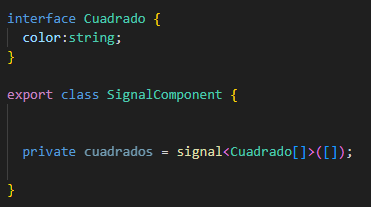 interface Cuadrado {
  color:string;
}
export class SignalComponent {
  private cuadrados = signal<Cuadrado[]>([]);
}